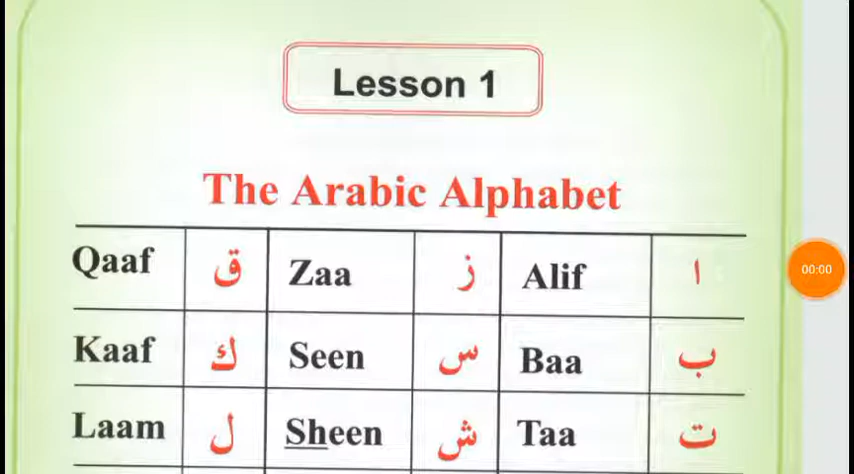 Lesson 1
The Arabic Alphabet
Qaaf ق Zaa ز Alif ا
00:00
Kaaf ك Seen س Baa ب
Laam ل Sheen ش Taa ت